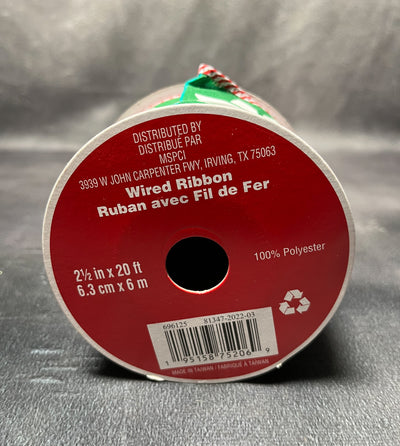 DISTRIBUTED BY
DISTRIBUÉ PAR
MSPCI
3939 W JOHN CARPENTER FWY, IRVING, TX 75063
Wired Ribbon
Ruban avec Fil de Fer
2½ in x 20 ft
6.3 cm x 6 m
100% Polyester
696125 81347-2022-03
1 95158 75206 9
MADE IN TAIWAN / FABRIQUÉ À TAIWAN